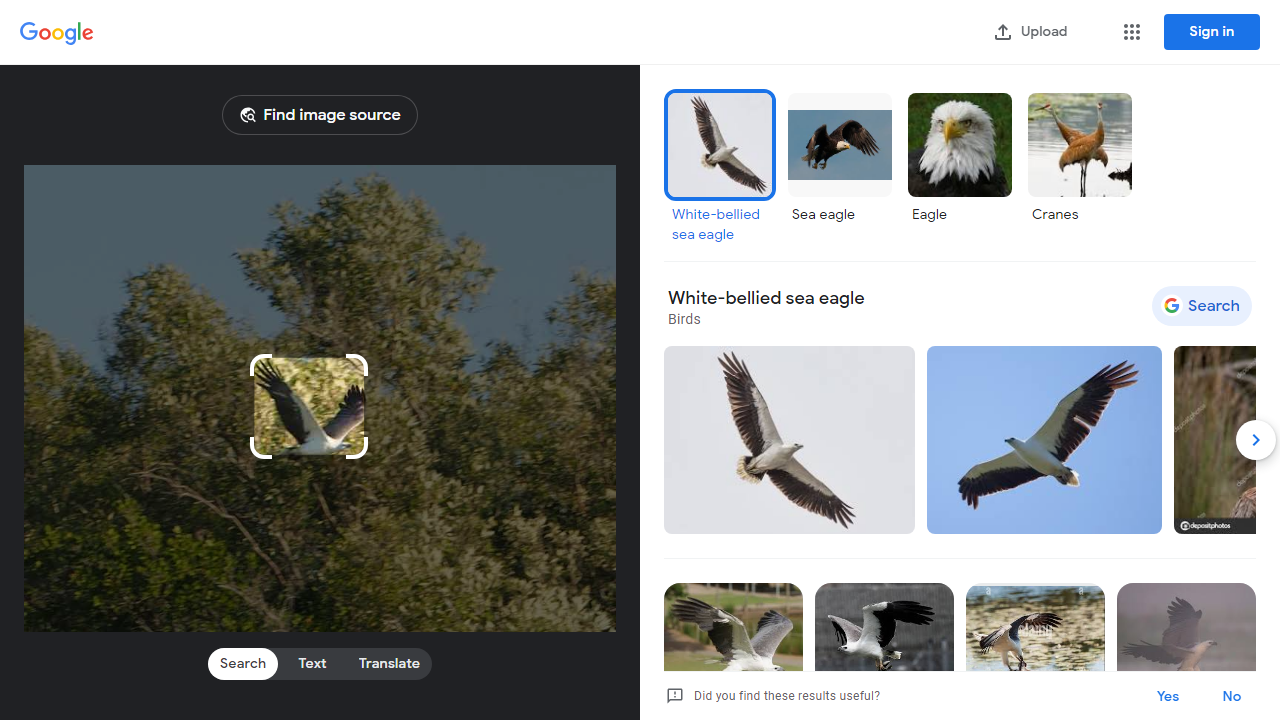 Google
Upload
Sign in
Find image source
White-bellied
sea eagle
Sea eagle
Eagle
Cranes
White-bellied sea eagle
Birds
Search
depositphotos
Search
Text
Translate
Did you find these results useful?
Yes
No